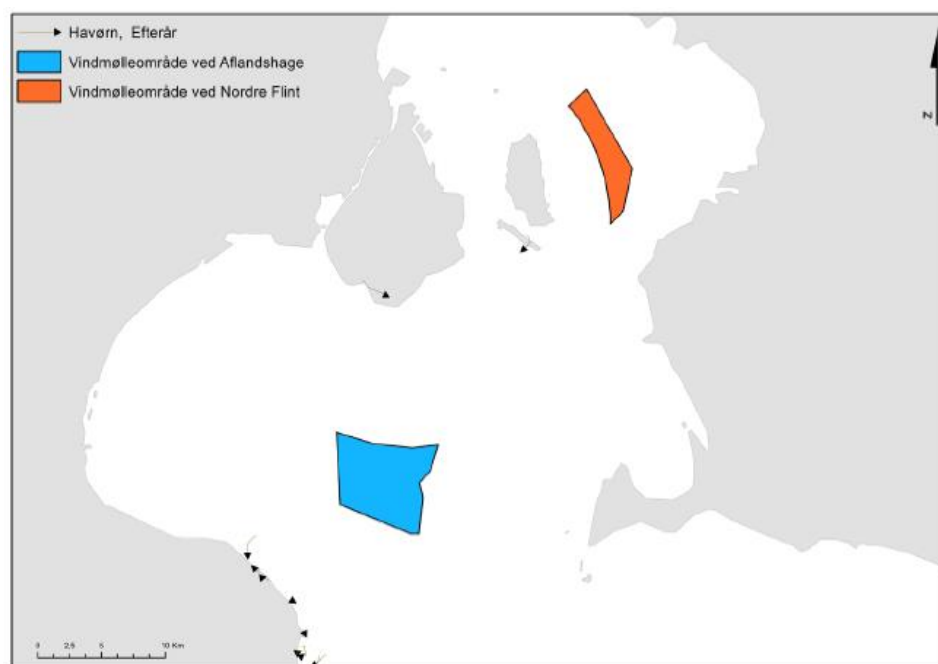 Havørn, Efterår
Vindmølleområde ved Aflandshage
Vindmølleområde ved Nordre Flint
N
0 2,5 5 10 Km